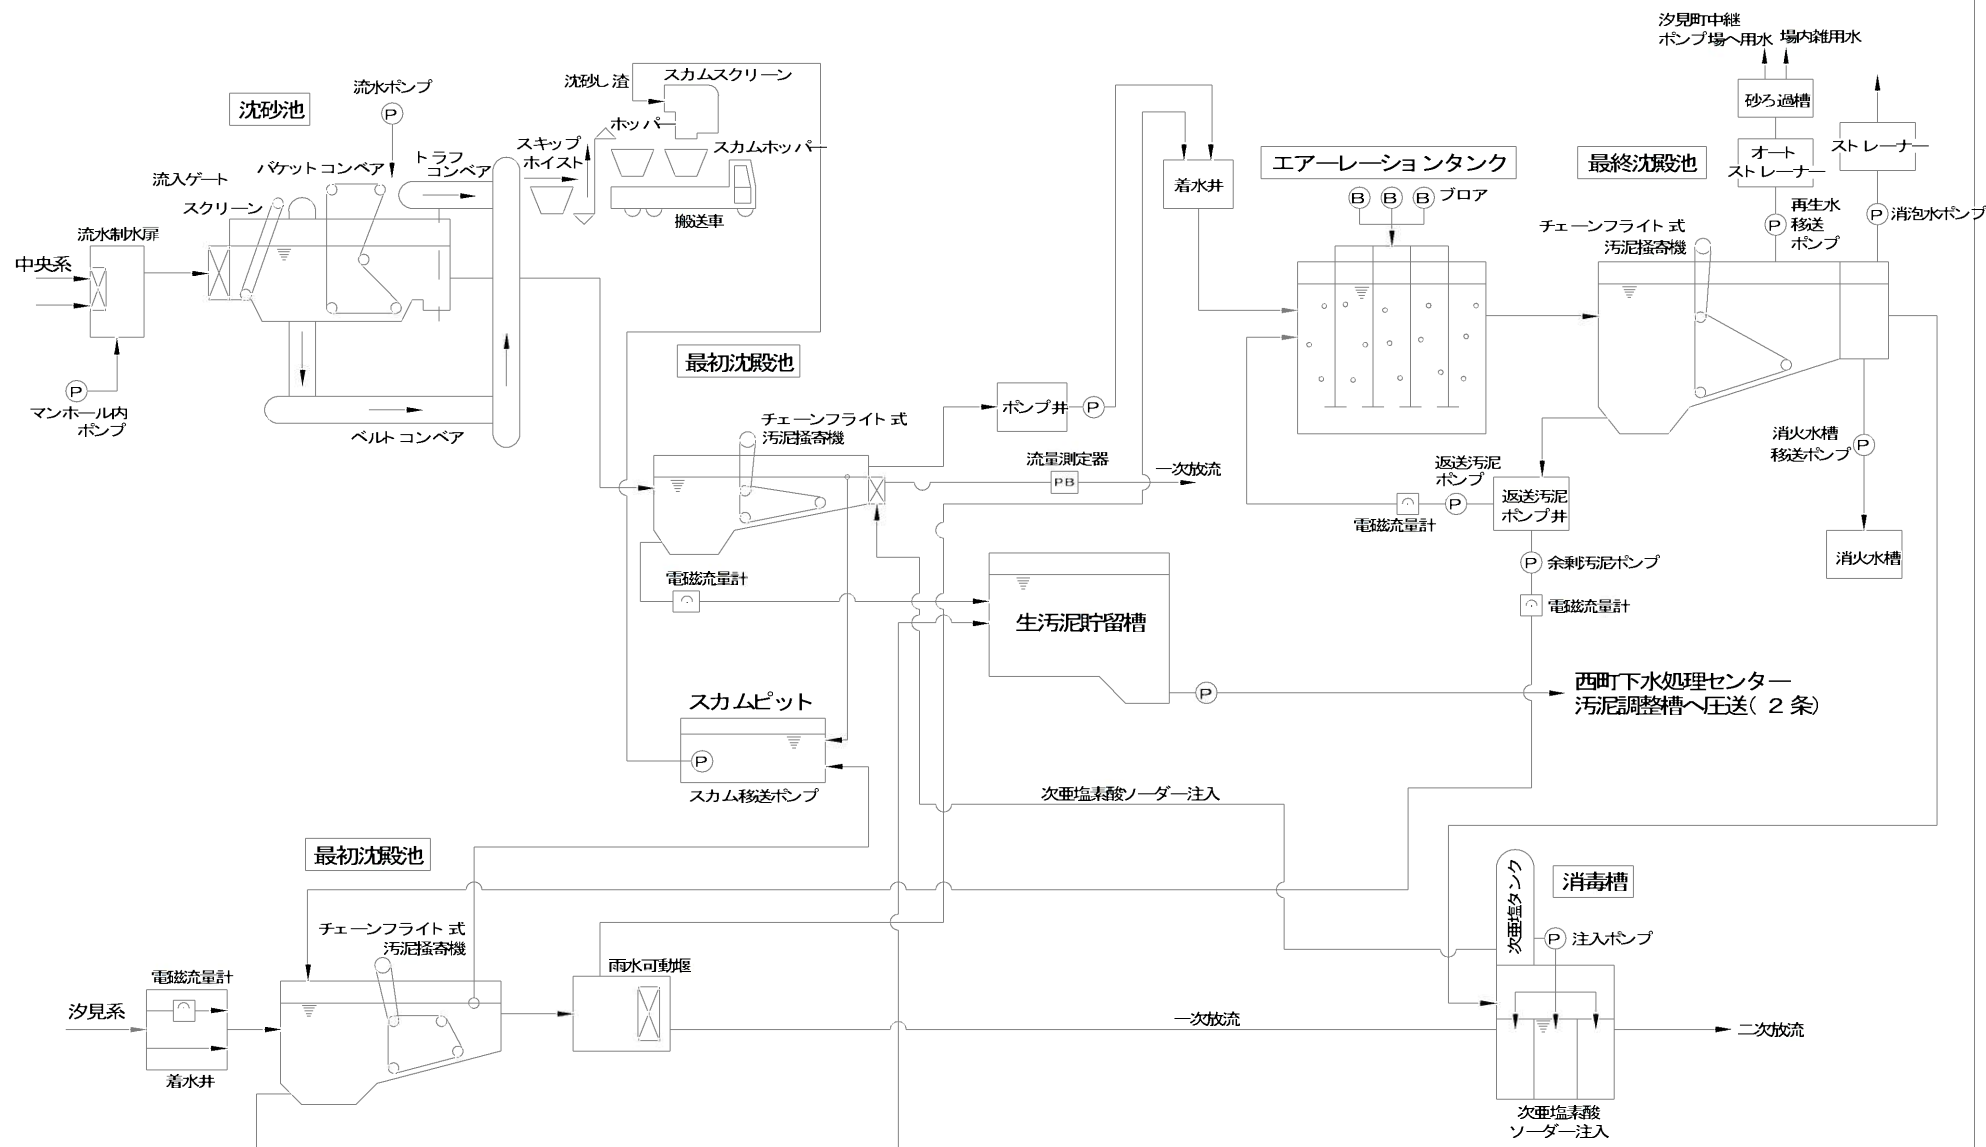 汐見町中継
ポンプ場へ用水
場内雑用水
沈砂池
流水ポンプ
P
沈砂し渣
スカムスクリーン
ホッパー
スキップ
ホイスト
スカムホッパー
搬送車
トラフ
コンベア
バケットコンベア
流入ゲート
スクリーン
流水制水扉
中央系
P
マンホール内
ポンプ
ベルトコンベア
着水井
エアーレーションタンク
B
B
B
ブロア
最終沈殿池
砂ろ過槽
オート
ストレーナー
ストレーナー
P
再生水
移送
ポンプ
P
消泡水ポンプ
チェーンフライト式
汚泥掻寄機
最初沈殿池
チェーンフライト式
汚泥掻寄機
ポンプ井
P
流量測定器
PB
一次放流
電磁流量計
返送汚泥
ポンプ
P
電磁流量計
返送汚泥
ポンプ井
P
余剰汚泥ポンプ
電磁流量計
消火水槽
移送ポンプ
P
消火水槽
生汚泥貯留槽
P
西町下水処理センター
汚泥調整槽へ圧送(2条)
スカムピット
P
スカム移送ポンプ
次亜塩素酸ソーダー注入
最初沈殿池
チェーンフライト式
汚泥掻寄機
電磁流量計
汐見系
着水井
雨水可動堰
一次放流
次亜塩タンク
消毒槽
P
注入ポンプ
二次放流
次亜塩素酸
ソーダー注入